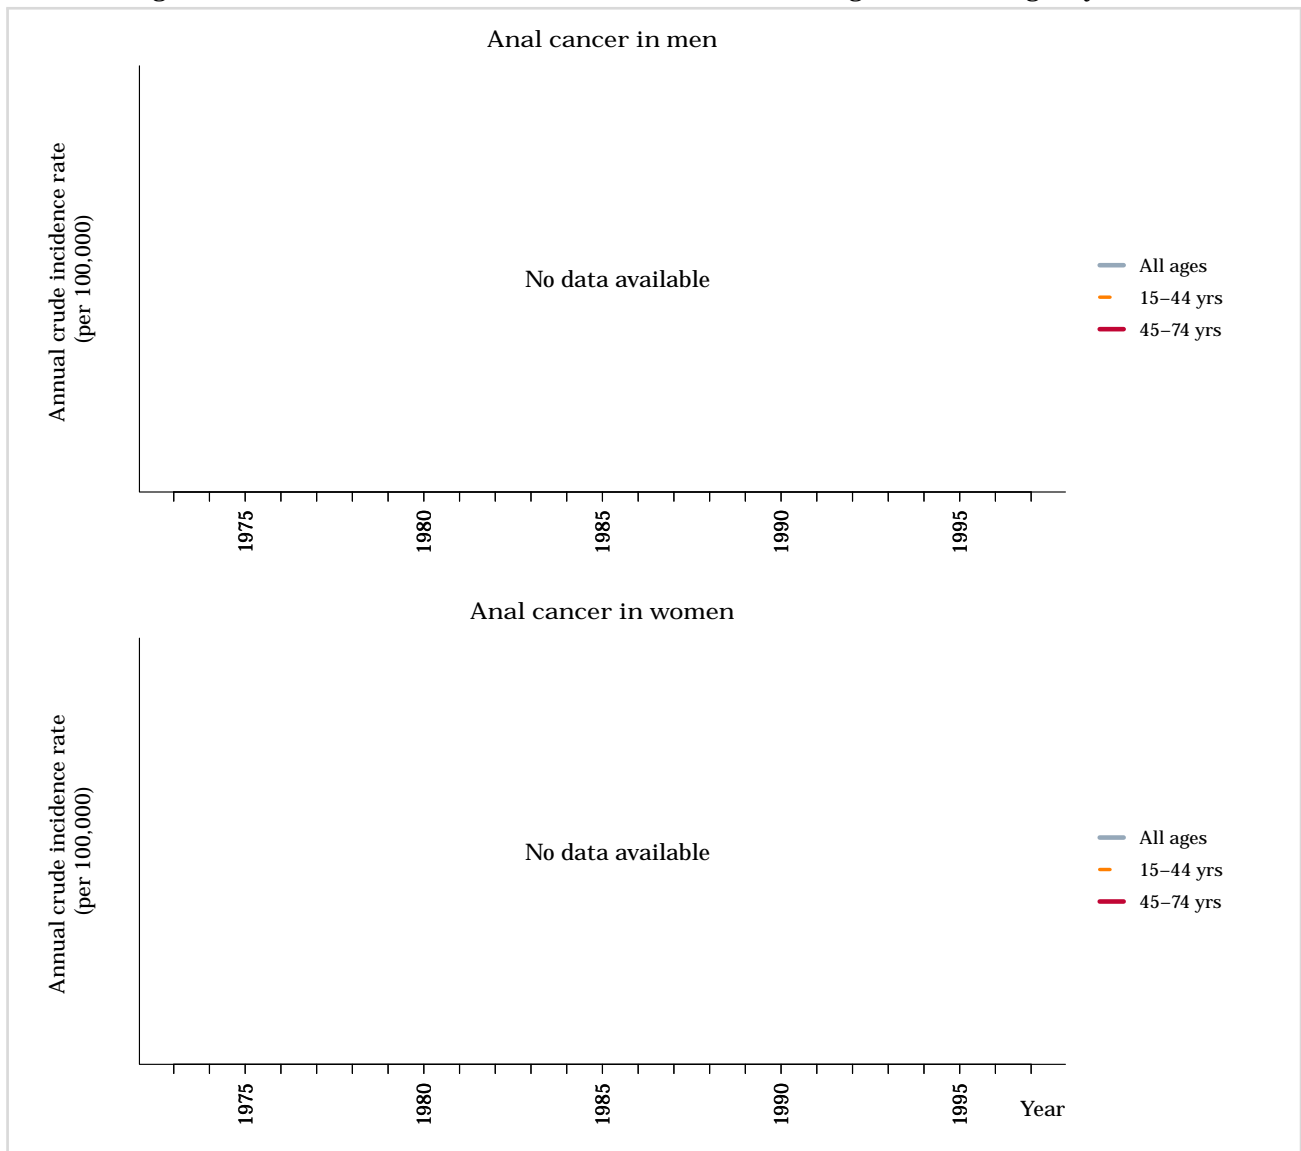 Anal cancer in men
Annual crude incidence rate
(per 100,000)
No data available
All ages
15–44 yrs
45–74 yrs
1975
1980
1985
1990
1995
Anal cancer in women
Annual crude incidence rate
(per 100,000)
No data available
All ages
15–44 yrs
45–74 yrs
1975
1980
1985
1990
1995
Year